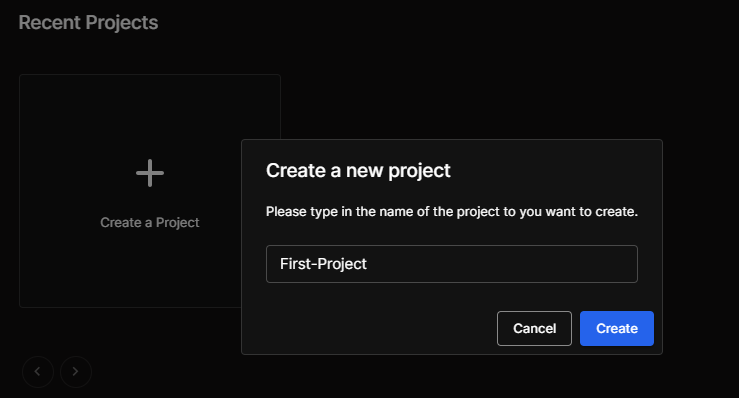 Recent Projects
Create a Project
Create a new project
Please type in the name of the project to you want to create.
First-Project
Cancel
Create